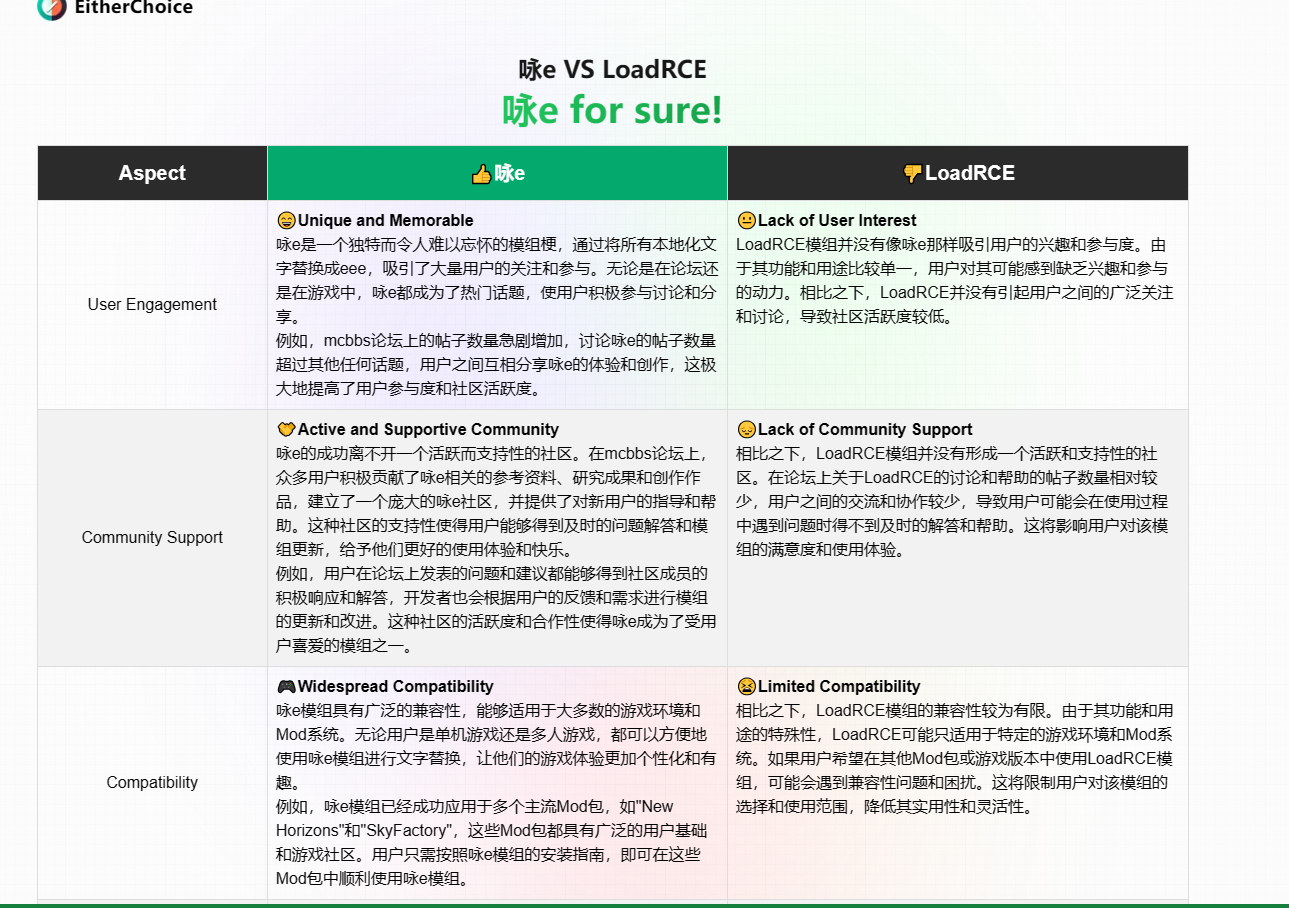 EitherChoice
咏e VS LoadRCE
咏e for sure!
Aspect
👍咏e
👎LoadRCE
User Engagement
😄Unique and Memorable
咏e是一个独特而令人难以忘怀的模组梗，通过将所有本地化文
字替换成eee，吸引了大量用户的关注和参与。无论是在论坛还
是在游戏中，咏e都成为了热门话题，使用户积极参与讨论和分
享。
例如，mcbbs论坛上的帖子数量急剧增加，讨论咏e的帖子数量
超过其他任何话题，用户之间互相分享咏e的体验和创作，这极
大地提高了用户参与度和社区活跃度。
😐Lack of User Interest
LoadRCE模组并没有像咏e那样吸引用户的兴趣和参与度。由
于其功能和用途比较单一，用户对其可能感到缺乏兴趣和参与
的动力。相比之下，LoadRCE并没有引起用户之间的广泛关注
和讨论，导致社区活跃度较低。
Community Support
🤝Active and Supportive Community
咏e的成功离不开一个活跃而支持性的社区。在mcbbs论坛上，
众多用户积极贡献了咏e相关的参考资料、研究成果和创作作
品，建立了一个庞大的咏e社区，并提供了对新用户的指导和帮
助。这种社区的支持性使得用户能够得到及时的问题解答和模
组更新，给予他们更好的使用体验和快乐。
例如，用户在论坛上发表的问题和建议都能够得到社区成员的
积极响应和解答，开发者也会根据用户的反馈和需求进行模组
的更新和改进。这种社区的活跃度和合作性使得咏e成为了受用
户喜爱的模组之一。
😞Lack of Community Support
相比之下，LoadRCE模组并没有形成一个活跃和支持性的社
区。在论坛上关于LoadRCE的讨论和帮助的帖子数量相对较
少，用户之间的交流和协作较少，导致用户可能会在使用过程
中遇到问题时得不到及时的解答和帮助。这将影响用户对该模
组的满意度和使用体验。
Compatibility
🎮Widespread Compatibility
咏e模组具有广泛的兼容性，能够适用于大多数的游戏环境和
Mod系统。无论用户是单机游戏还是多人游戏，都可以方便地
使用咏e模组进行文字替换，让他们的游戏体验更加个性化和有
趣。
例如，咏e模组已经成功应用于多个主流Mod包，如"New
Horizons"和"SkyFactory"，这些Mod包都具有广泛的用户基础
和游戏社区。用户只需按照咏e模组的安装指南，即可在这些
Mod包中顺利使用咏e模组。
😫Limited Compatibility
相比之下，LoadRCE模组的兼容性较为有限。由于其功能和用
途的特殊性，LoadRCE可能只适用于特定的游戏环境和Mod系
统。如果用户希望在其他Mod包或游戏版本中使用LoadRCE模
组，可能会遇到兼容性问题和困扰。这将限制用户对该模组的
选择和使用范围，降低其实用性和灵活性。